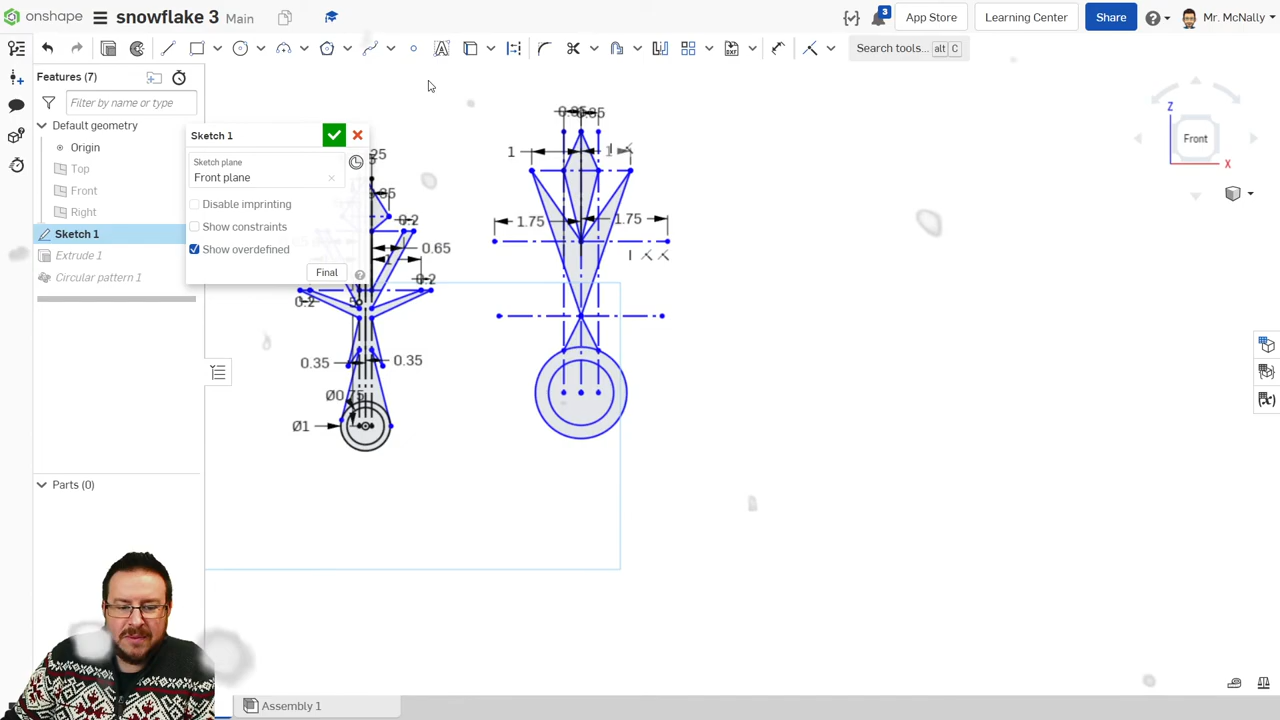 onshape snowflake 3 Main 3 App Store Learning Center Share Mr. McNally
Search tools... alt C
Features (7)
Filter by name or type
Default geometry
Origin
Top
Front
Right
Sketch 1
Extrude 1
Circular pattern 1
Parts (0)
Sketch 1
Sketch plane
Front plane
Disable imprinting
Show constraints
Show overdefined
Final
0.2
0.65
1
0.2
0.2
0.35
0.35
Ø1
1
1.75
1.75
Z
Front
X
Assembly 1